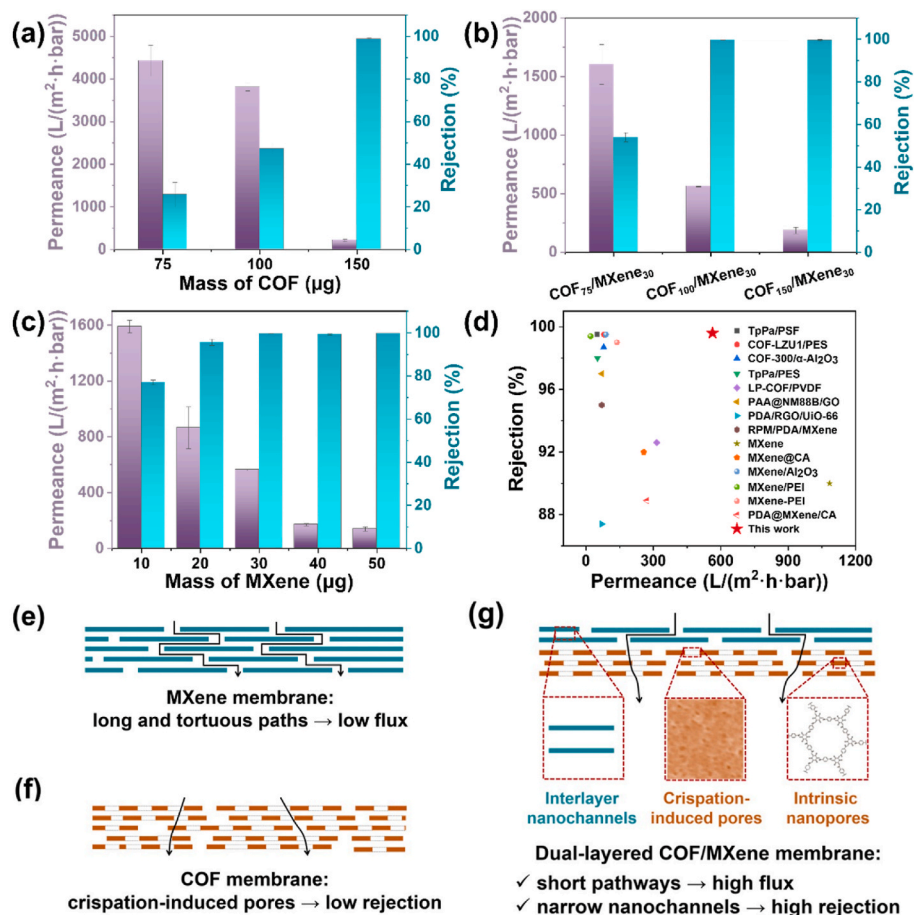 (a)
Permeance (L/(m²·h·bar))
5000
4000
3000
2000
1000
0
100
80
60
40
20
0
Rejection (%)
75 100 150
Mass of COF (µg)
(b)
Permeance (L/(m²·h·bar))
2000
1500
1000
500
0
100
80
60
40
20
0
Rejection (%)
COF₇₅/MXene₃₀ COF₁₀₀/MXene₃₀ COF₁₅₀/MXene₃₀
(c)
Permeance (L/(m²·h·bar))
1600
1200
800
400
0
100
80
60
40
20
0
Rejection (%)
10 20 30 40 50
Mass of MXene (µg)
(d)
Rejection (%)
100
96
92
88
TpPa/PSF
COF-LZU1/PES
COF-300/α-Al₂O₃
TpPa/PES
LP-COF/PVDF
PAA@NM88B/GO
PDA/RGO/UiO-66
RPM/PDA/MXene
MXene
MXene@CA
MXene/Al₂O₃
MXene/PEI
MXene-PEI
PDA@MXene/CA
This work
0 300 600 900 1200
Permeance (L/(m²·h·bar))
(e)
MXene membrane:
long and tortuous paths → low flux
(f)
COF membrane:
crispation-induced pores → low rejection
(g)
Interlayer
nanochannels
Crispation-
induced pores
Intrinsic
nanopores
Dual-layered COF/MXene membrane:
✓ short pathways → high flux
✓ narrow nanochannels → high rejection